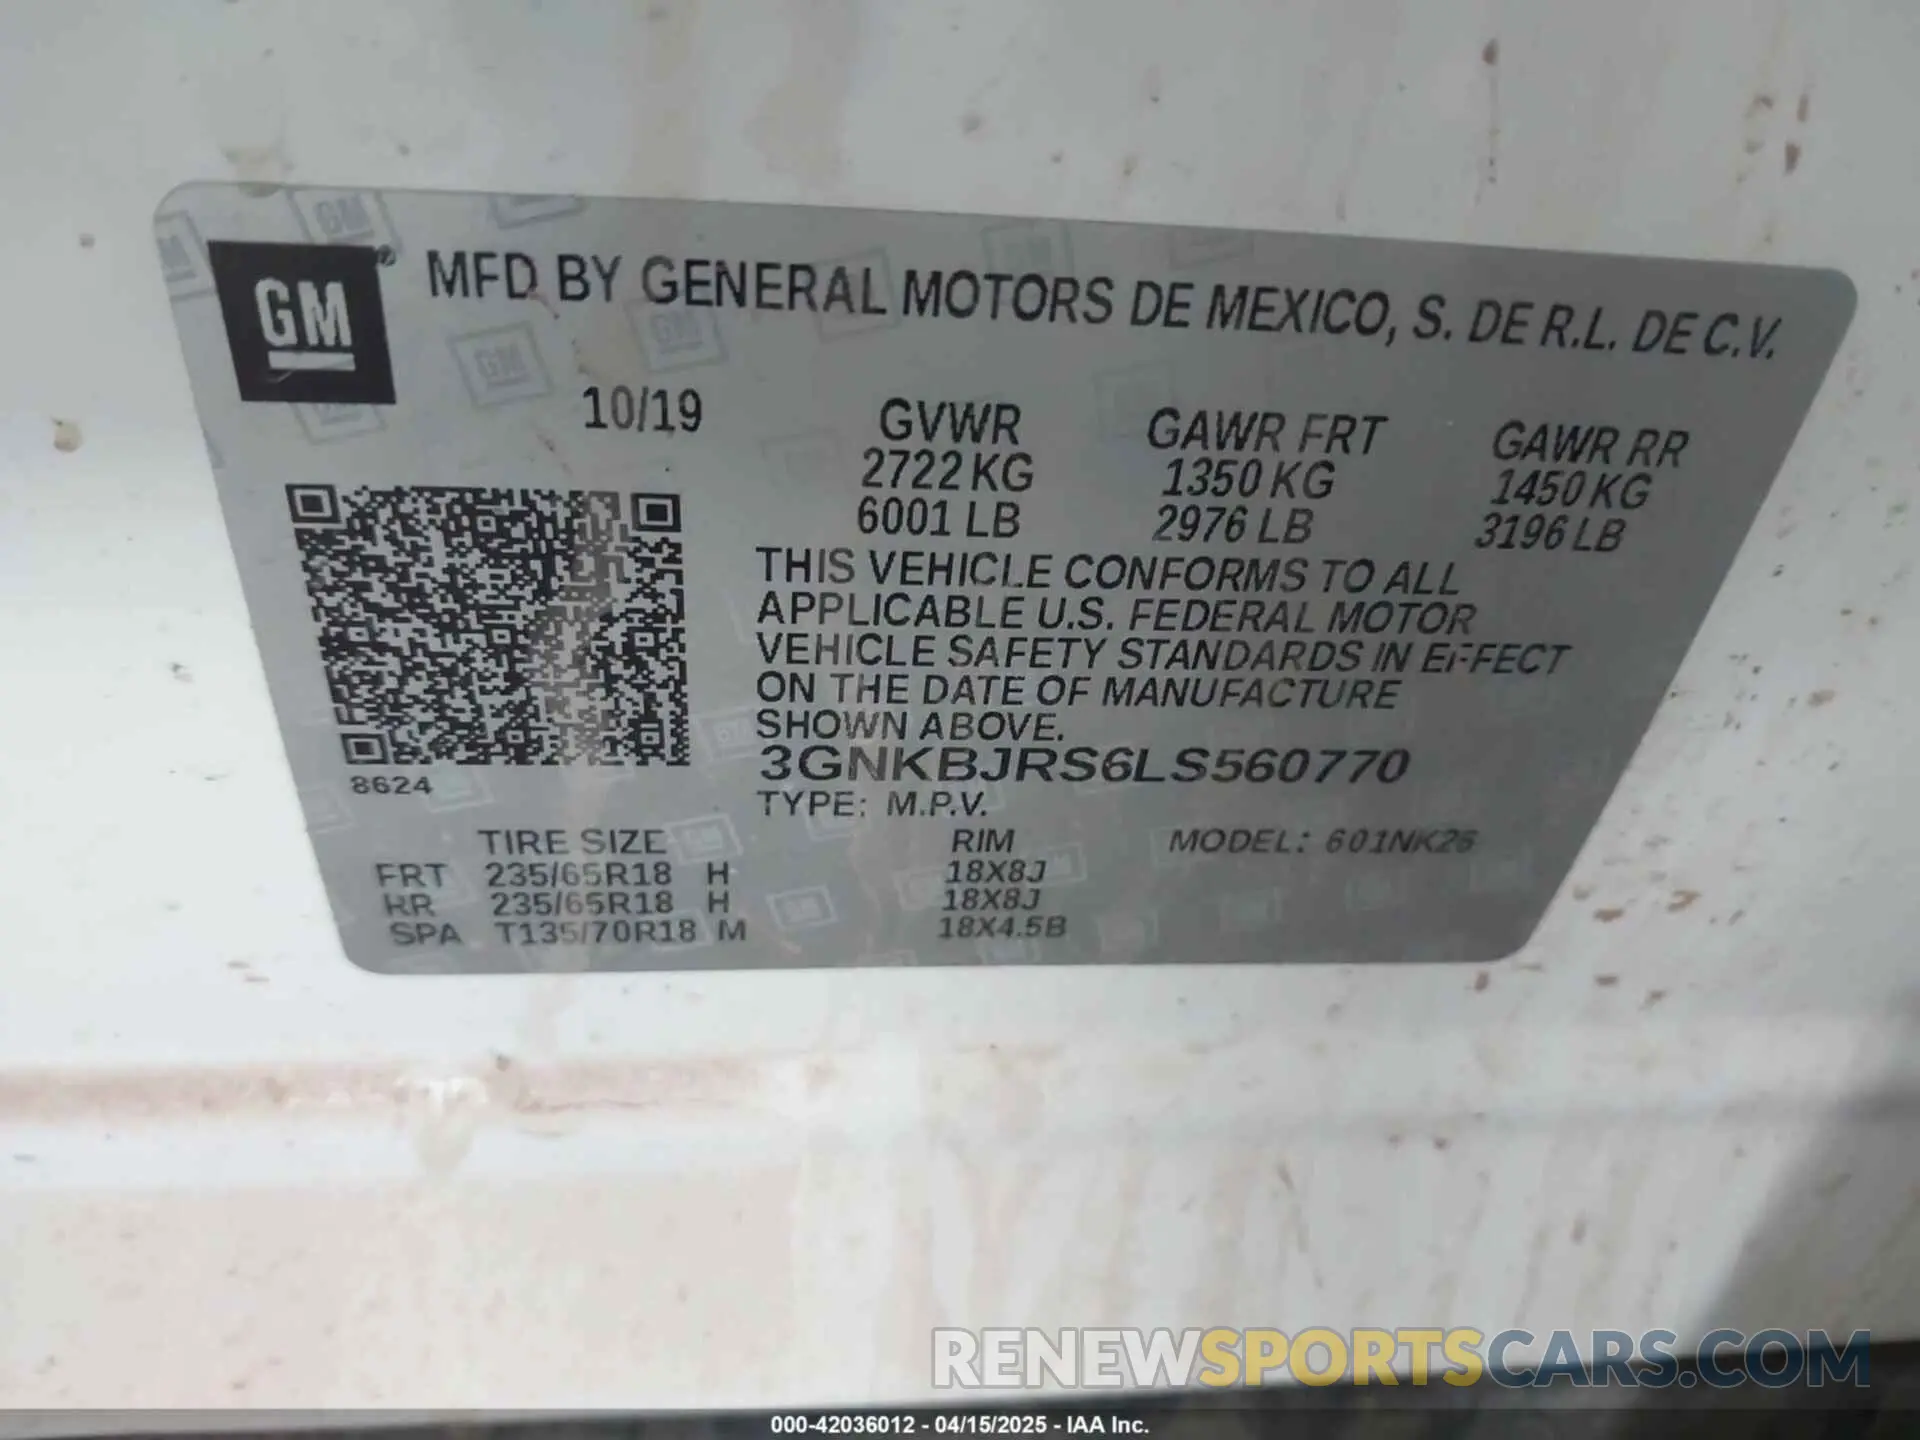 GM
® MFD BY GENERAL MOTORS DE MEXICO, S. DE R.L. DE C.V.
10/19 GVWR GAWR FRT GAWR RR
2722 KG 1350 KG 1450 KG
6001 LB 2976 LB 3196 LB
THIS VEHICLE CONFORMS TO ALL
APPLICABLE U.S. FEDERAL MOTOR
VEHICLE SAFETY STANDARDS IN EFFECT
ON THE DATE OF MANUFACTURE
SHOWN ABOVE.
3GNKBJRS6LS560770
8624
TYPE: M.P.V.
TIRE SIZE RIM MODEL: 601NK26
FRT 235/65R18 H 18X8J
RR 235/65R18 H 18X8J
SPA T135/70R18 M 18X4.5B
RENEWSPORTSCARS.COM
000-42036012 - 04/15/2025 - IAA Inc.